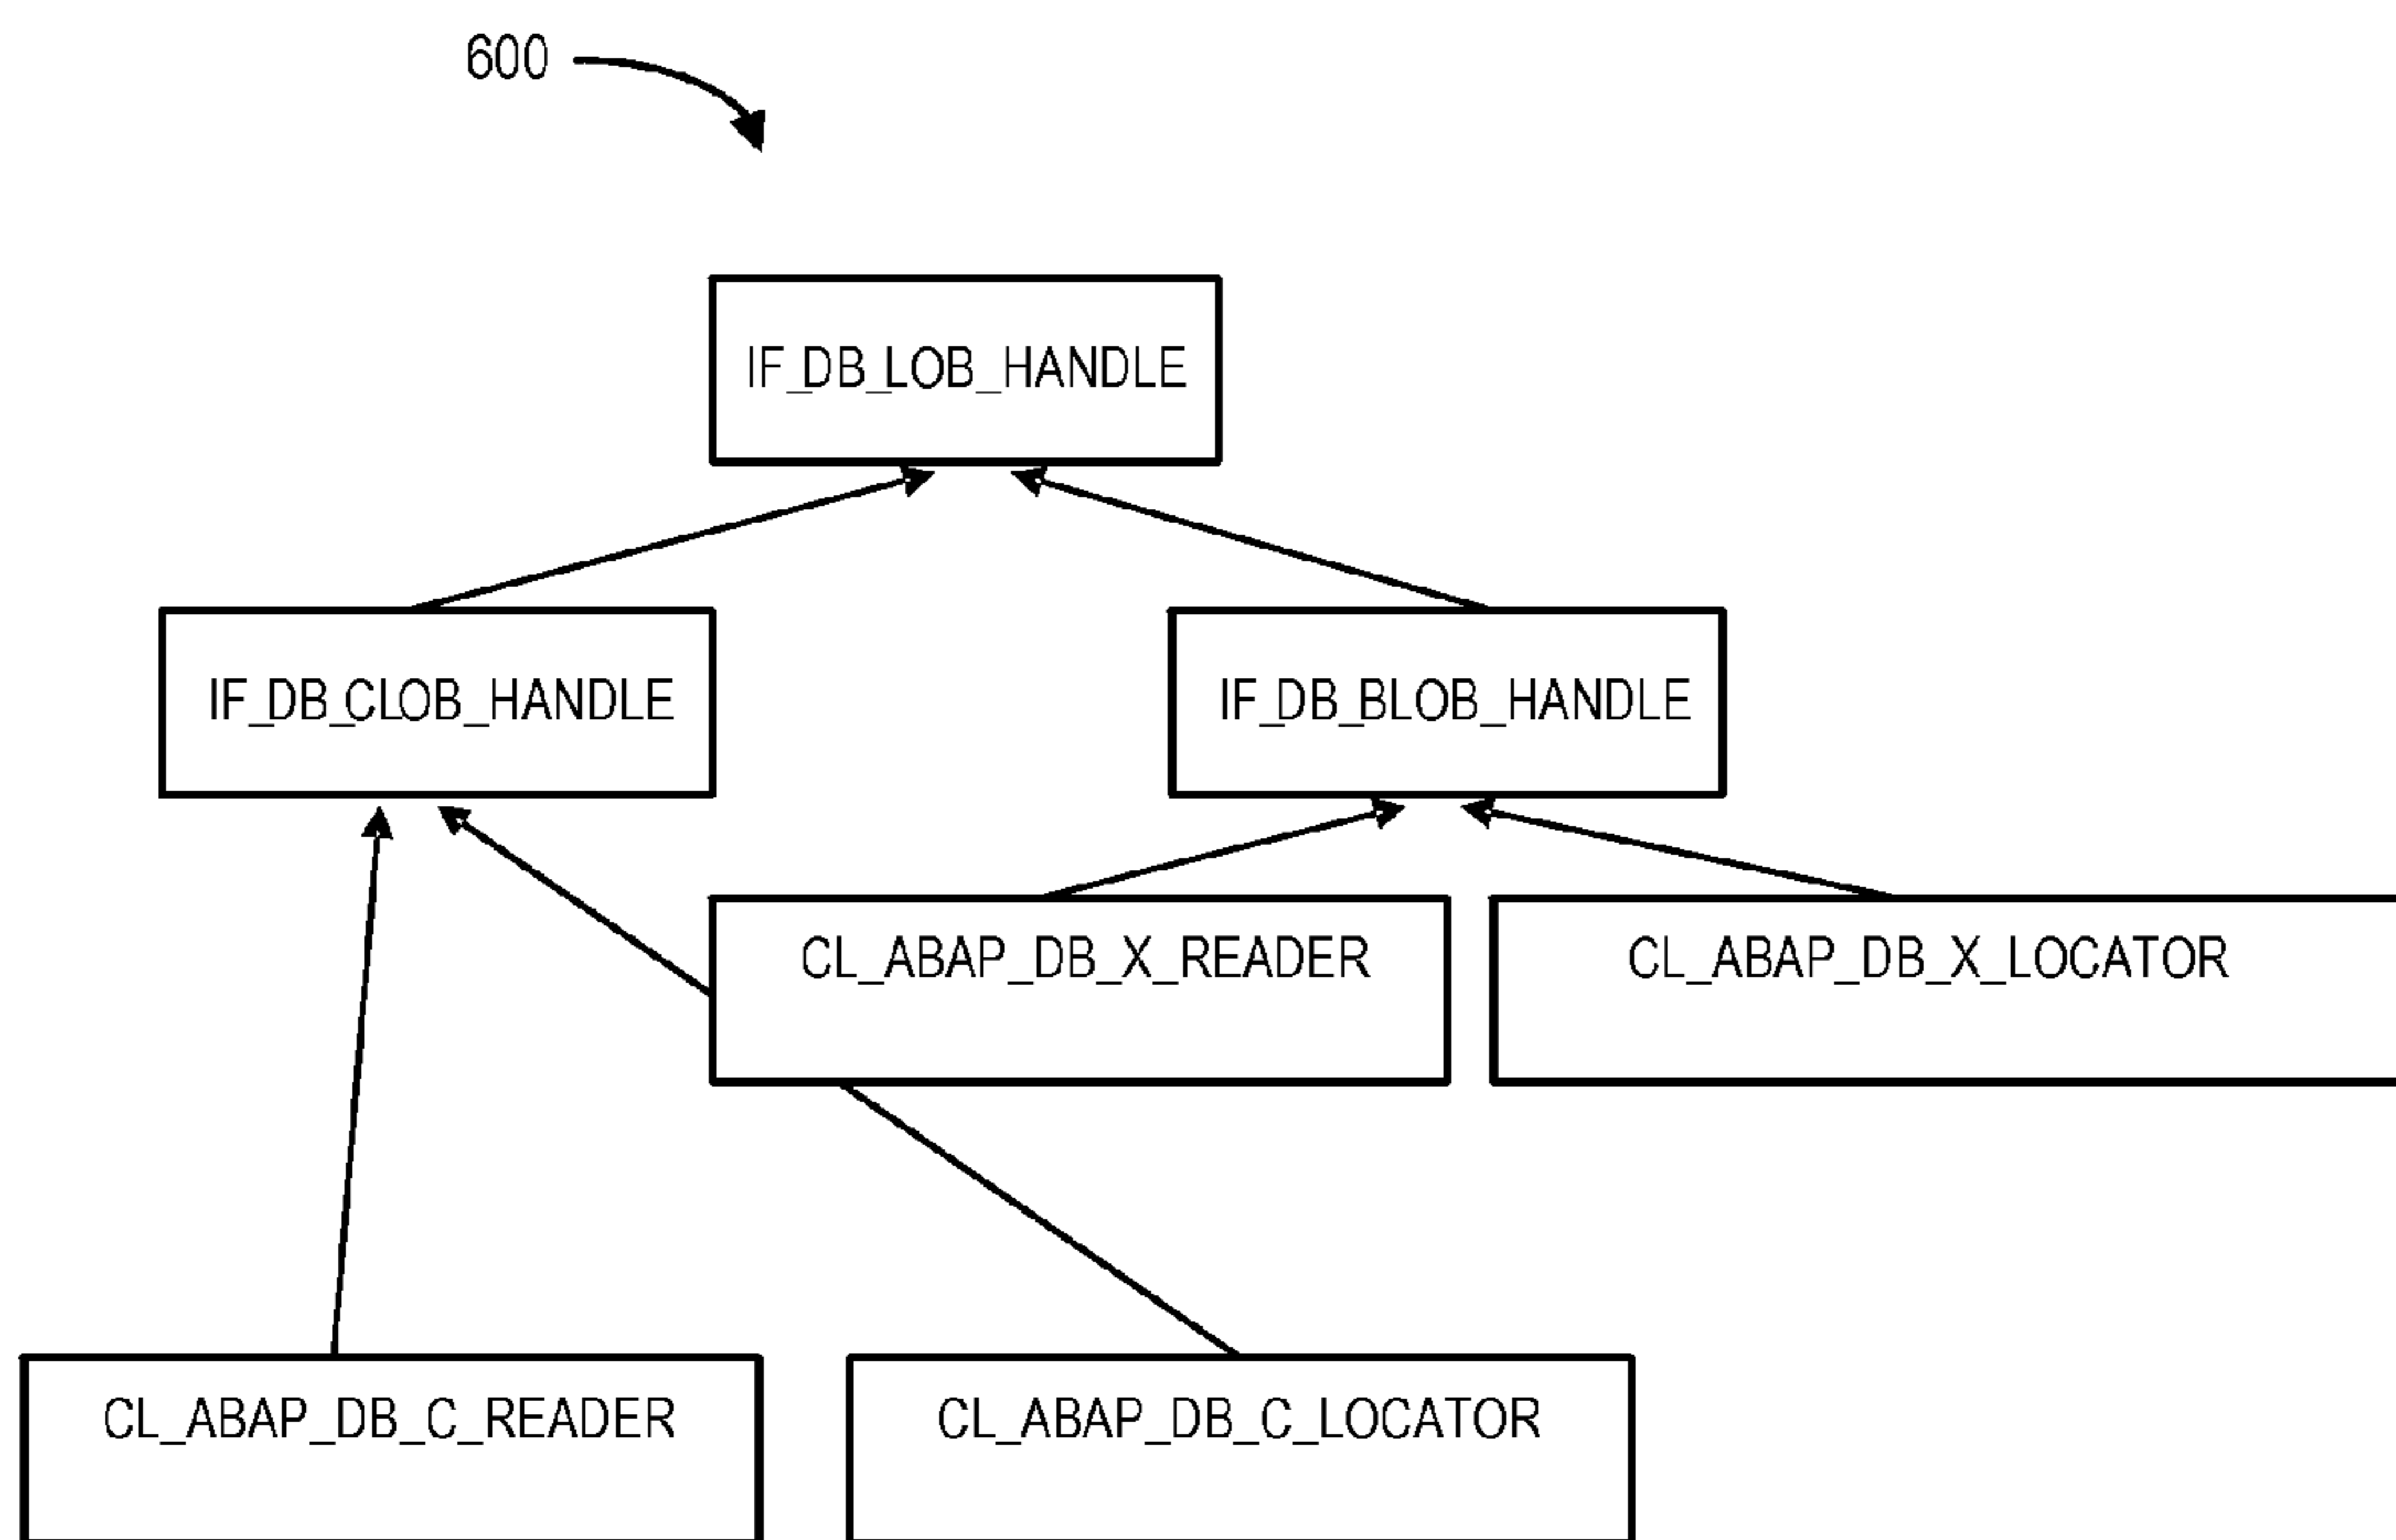 600
IF_DB_LOB_HANDLE
IF_DB_CLOB_HANDLE
IF_DB_BLOB_HANDLE
CL_ABAP_DB_X_READER
CL_ABAP_DB_X_LOCATOR
CL_ABAP_DB_C_READER
CL_ABAP_DB_C_LOCATOR